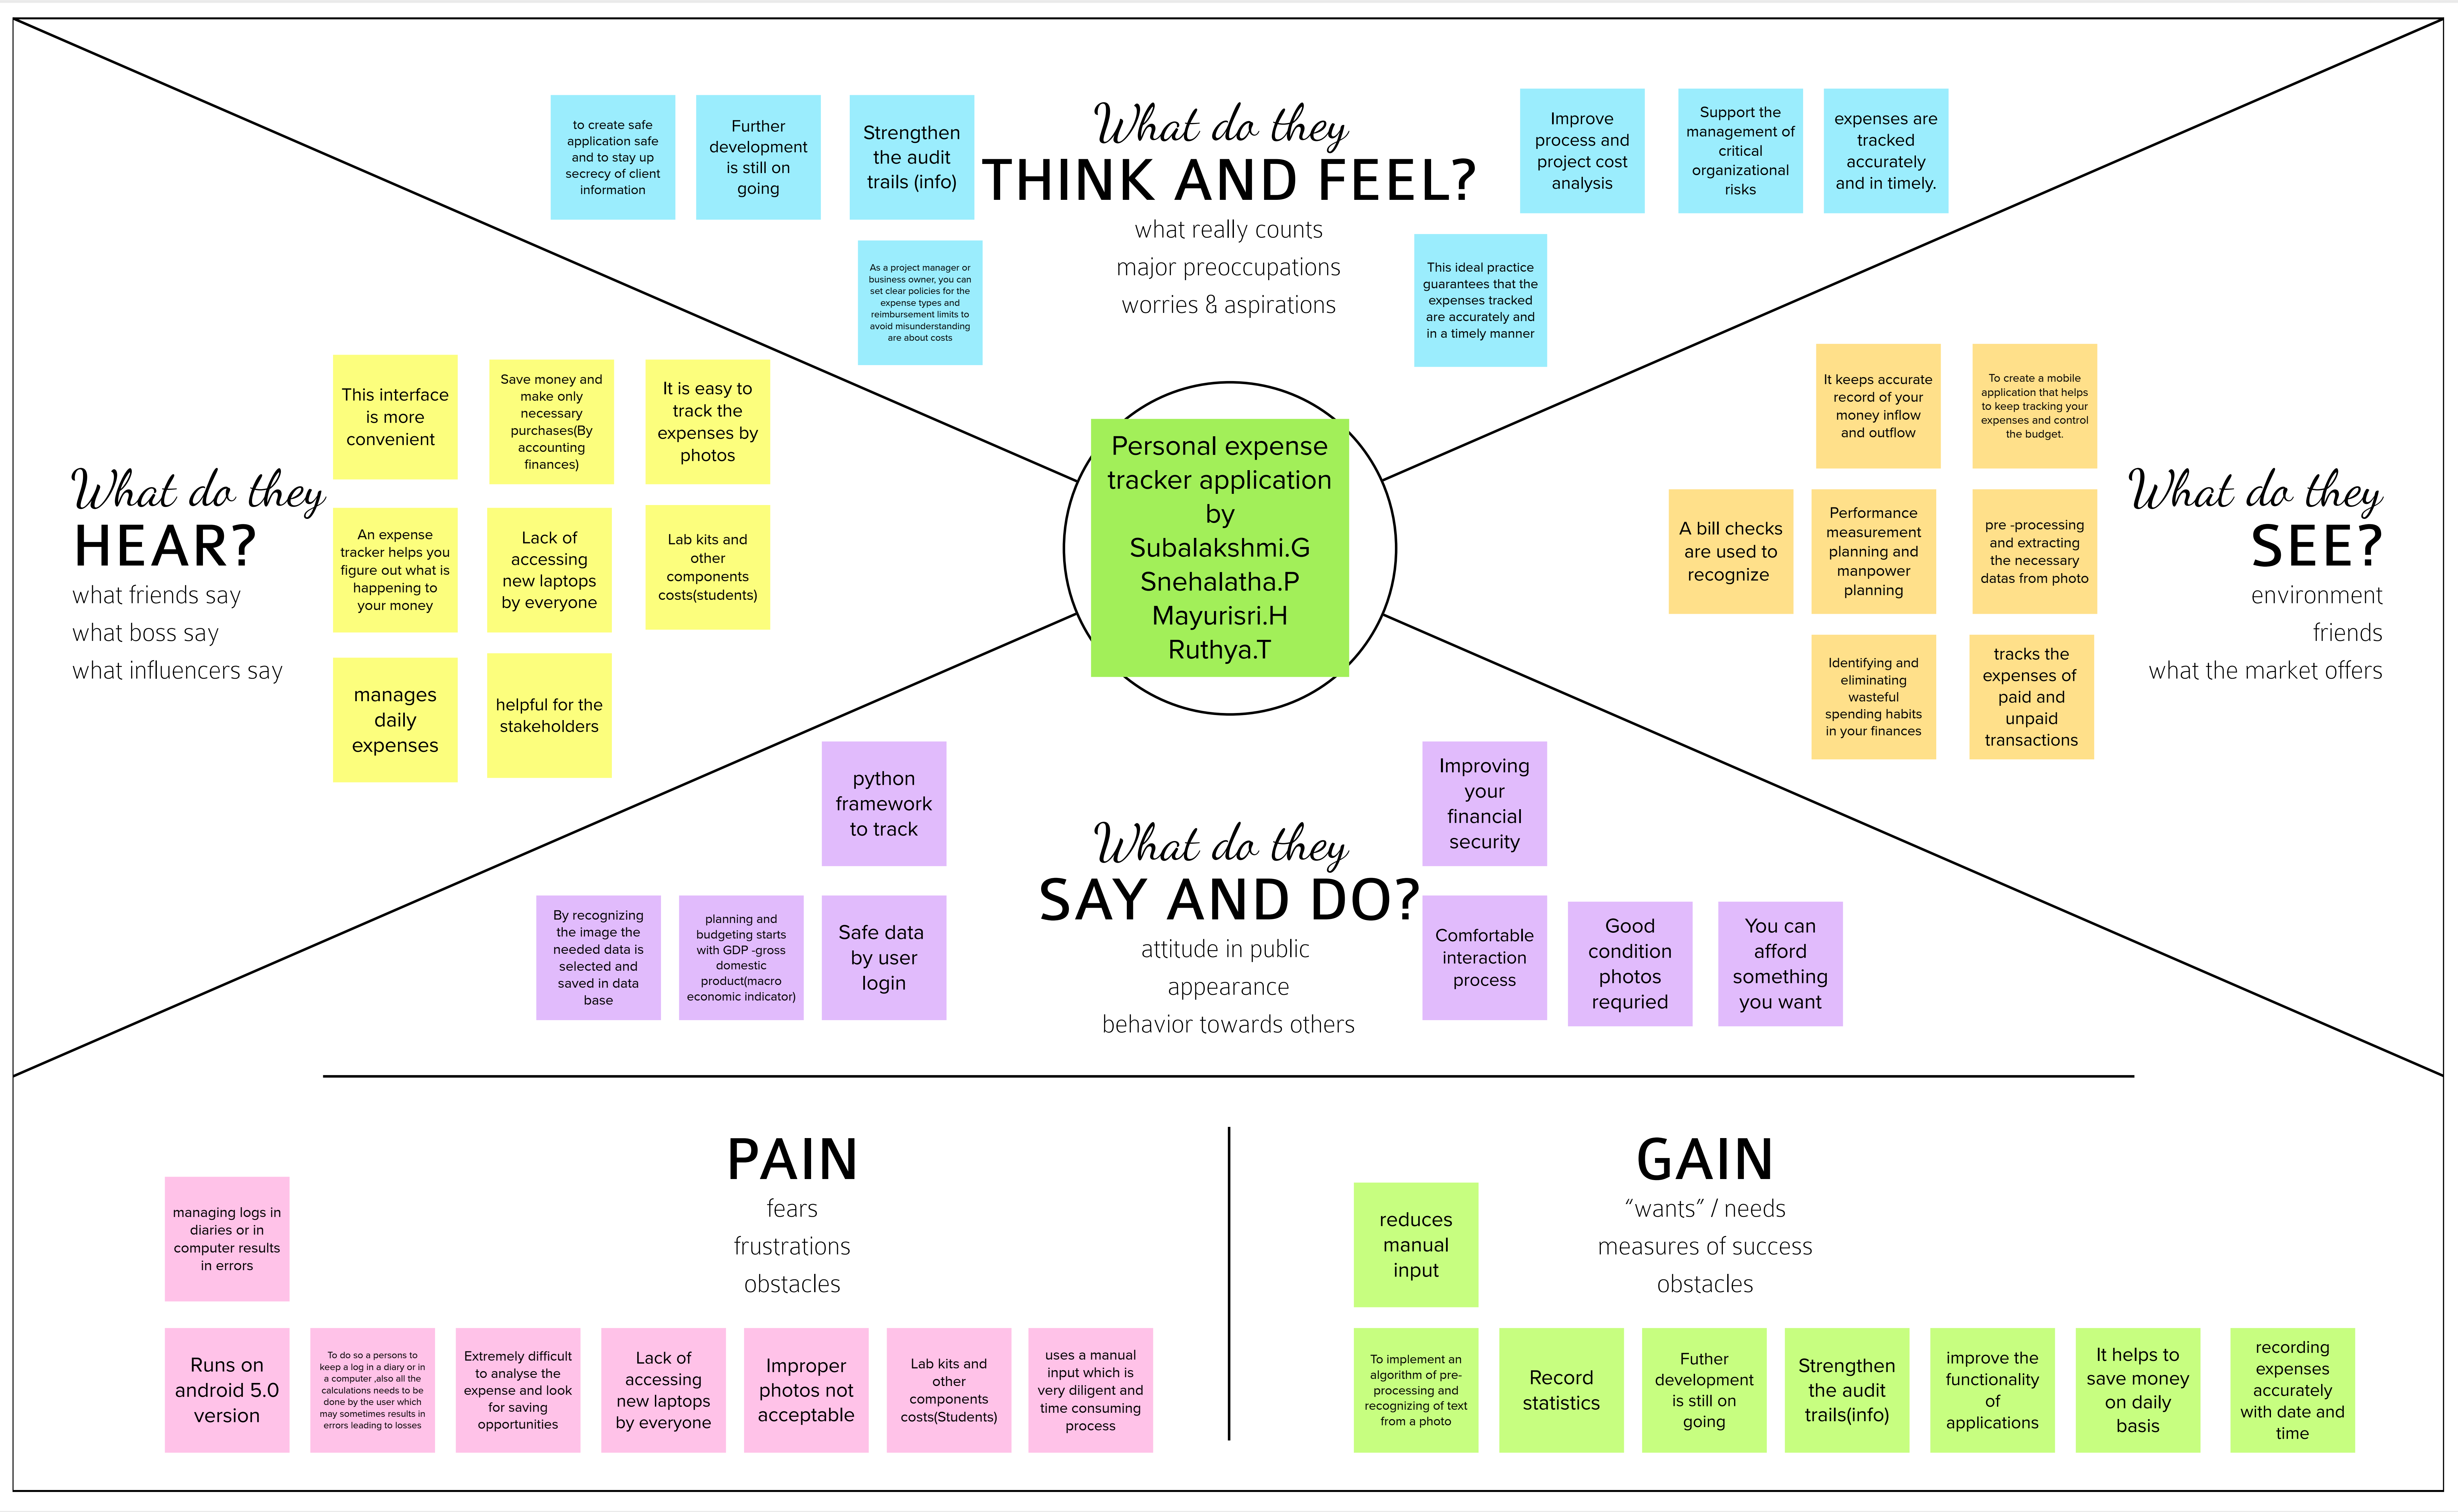 to create safe
application safe
and to stay up
secrecy of client
information
Further
development
is still on
going
Strengthen
the audit
trails (info)
As a project manager or
business owner, you can
set clear policies for the
expense types and
reimbursement limits to
avoid misunderstanding
are about costs
What do they
THINK AND FEEL?
what really counts
major preoccupations
worries & aspirations
Improve
process and
project cost
analysis
Support the
management of
critical
organizational
risks
expenses are
tracked
accurately
and in timely.
This ideal practice
guarantees that the
expenses tracked
are accurately and
in a timely manner
What do they
HEAR?
what friends say
what boss say
what influencers say
This interface
is more
convenient
Save money and
make only
necessary
purchases(By
accounting
finances)
It is easy to
track the
expenses by
photos
An expense
tracker helps you
figure out what is
happening to
your money
Lack of
accessing
new laptops
by everyone
Lab kits and
other
components
costs(students)
manages
daily
expenses
helpful for the
stakeholders
Personal expense
tracker application
by
Subalakshmi.G
Snehalatha.P
Mayurisri.H
Ruthya.T
It keeps accurate
record of your
money inflow
and outflow
To create a mobile
application that helps
to keep tracking your
expenses and control
the budget.
A bill checks
are used to
recognize
Performance
measurement
planning and
manpower
planning
pre -processing
and extracting
the necessary
datas from photo
Identifying and
eliminating
wasteful
spending habits
in your finances
tracks the
expenses of
paid and
unpaid
transactions
What do they
SEE?
environment
friends
what the market offers
python
framework
to track
By recognizing
the image the
needed data is
selected and
saved in data
base
planning and
budgeting starts
with GDP -gross
domestic
product(macro
economic indicator)
Safe data
by user
login
What do they
SAY AND DO?
attitude in public
appearance
behavior towards others
Improving
your
financial
security
Comfortable
interaction
process
Good
condition
photos
requried
You can
afford
something
you want
PAIN
fears
frustrations
obstacles
managing logs in
diaries or in
computer results
in errors
Runs on
android 5.0
version
To do so a persons to
keep a log in a diary or in
a computer ,also all the
calculations needs to be
done by the user which
may sometimes results in
errors leading to losses
Extremely difficult
to analyse the
expense and look
for saving
opportunities
Lack of
accessing
new laptops
by everyone
Improper
photos not
acceptable
Lab kits and
other
components
costs(Students)
uses a manual
input which is
very diligent and
time consuming
process
GAIN
“wants” / needs
measures of success
obstacles
reduces
manual
input
To implement an
algorithm of pre-
processing and
recognizing of text
from a photo
Record
statistics
Futher
development
is still on
going
Strengthen
the audit
trails(info)
improve the
functionality
of
applications
It helps to
save money
on daily
basis
recording
expenses
accurately
with date and
time